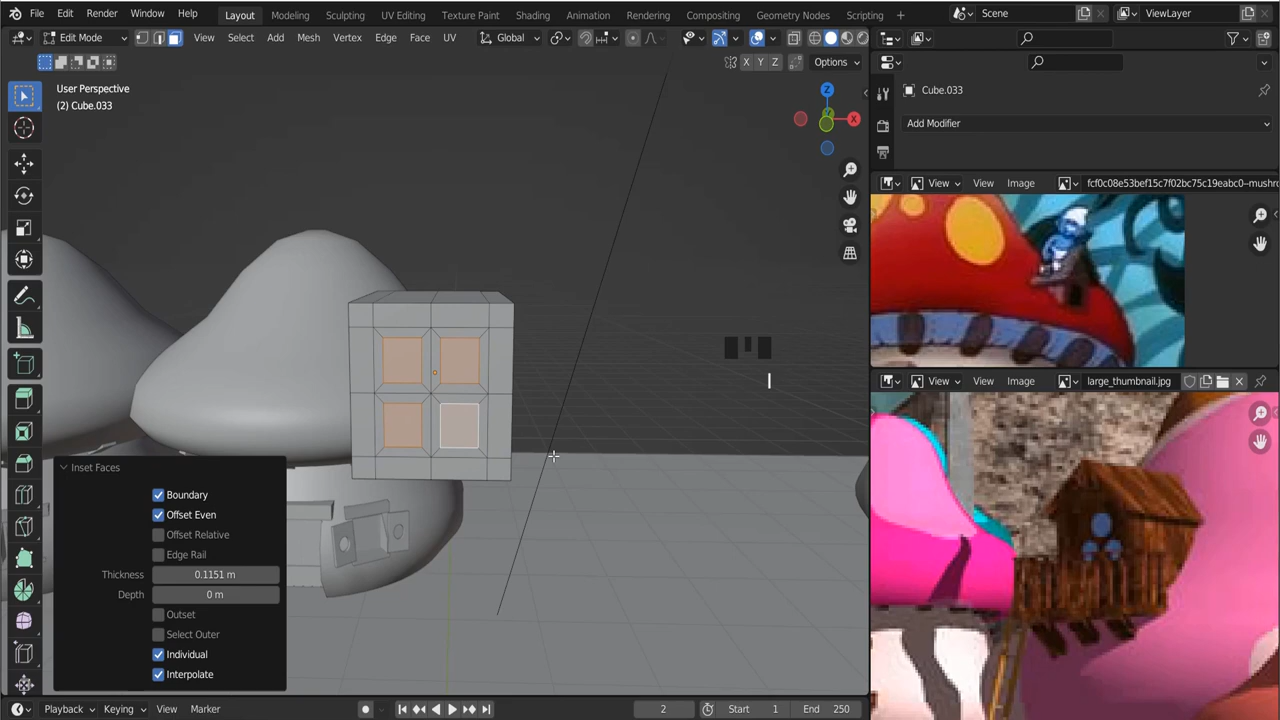 File Edit Render Window Help Layout Modeling Sculpting UV Editing Texture Paint Shading Animation Rendering Compositing Geometry Nodes Scripting + Scene ViewLayer
Edit Mode View Select Add Mesh Vertex Edge Face UV Global
X Y Z Options
User Perspective
(2) Cube.033
Z
X
Cube.033
Add Modifier
View View Image fcf0c08e53bef15c7f02bc75c19eabc0–mushr
View View Image large_thumbnail.jpg
I
Inset Faces
Boundary
Offset Even
Offset Relative
Edge Rail
Thickness 0.1151 m
Depth 0 m
Outset
Select Outer
Individual
Interpolate
Playback Keying View Marker 2 Start 1 End 250